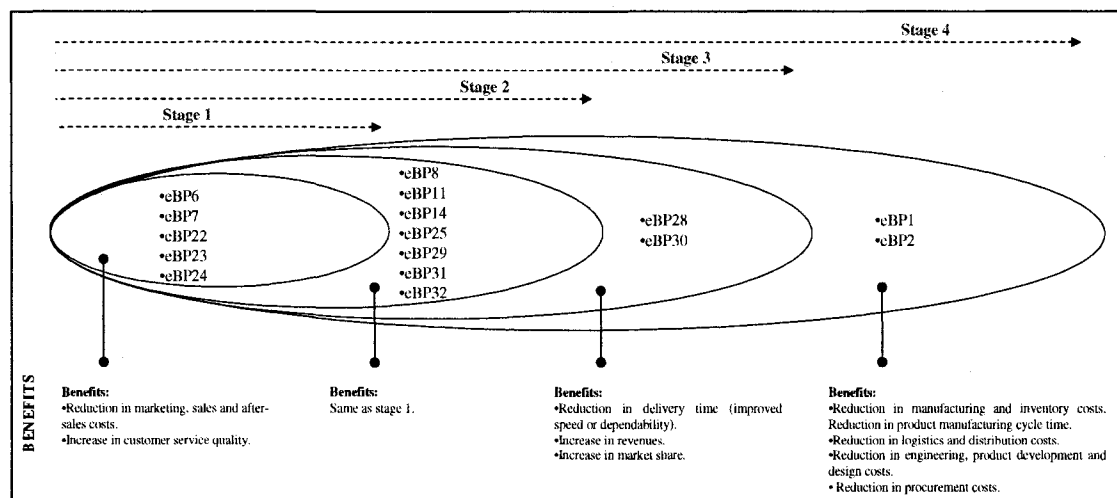 Stage 4
Stage 3
Stage 2
Stage 1
•eBP6
•eBP7
•eBP22
•eBP23
•eBP24
•eBP8
•eBP11
•eBP14
•eBP25
•eBP29
•eBP31
•eBP32
•eBP28
•eBP30
•eBP1
•eBP2
BENEFITS
Benefits:
•Reduction in marketing, sales and after-
sales costs.
•Increase in customer service quality.
Benefits:
Same as stage 1.
Benefits:
•Reduction in delivery time (improved
speed or dependability).
•Increase in revenues.
•Increase in market share.
Benefits:
•Reduction in manufacturing and inventory costs.
Reduction in product manufacturing cycle time.
•Reduction in logistics and distribution costs.
•Reduction in engineering, product development and
design costs.
• Reduction in procurement costs.